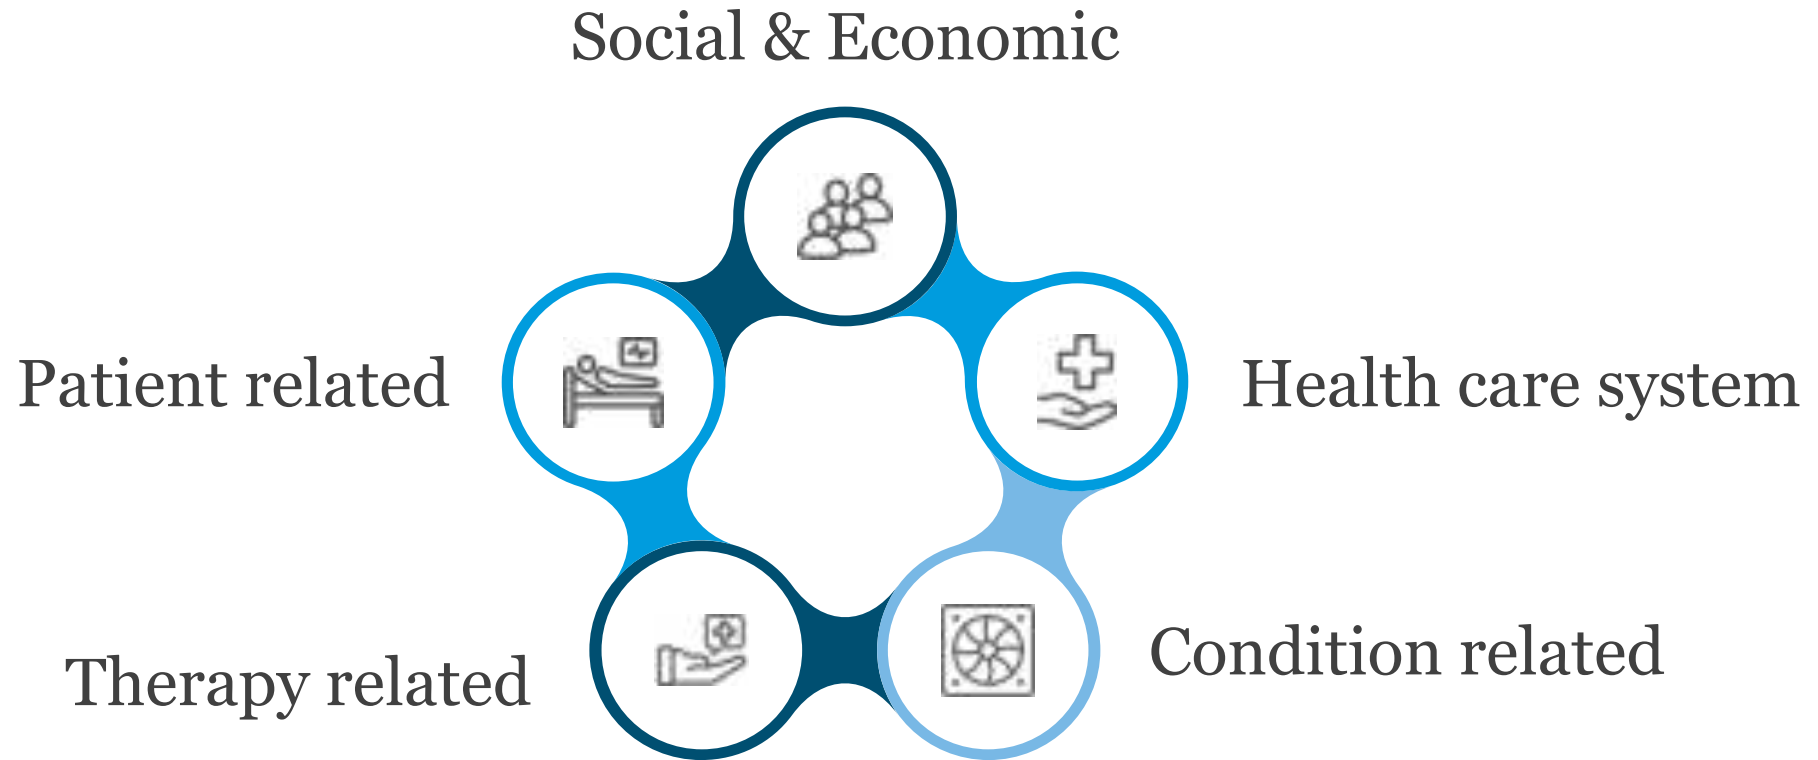 Social & Economic
Patient related
Health care system
Therapy related
Condition related